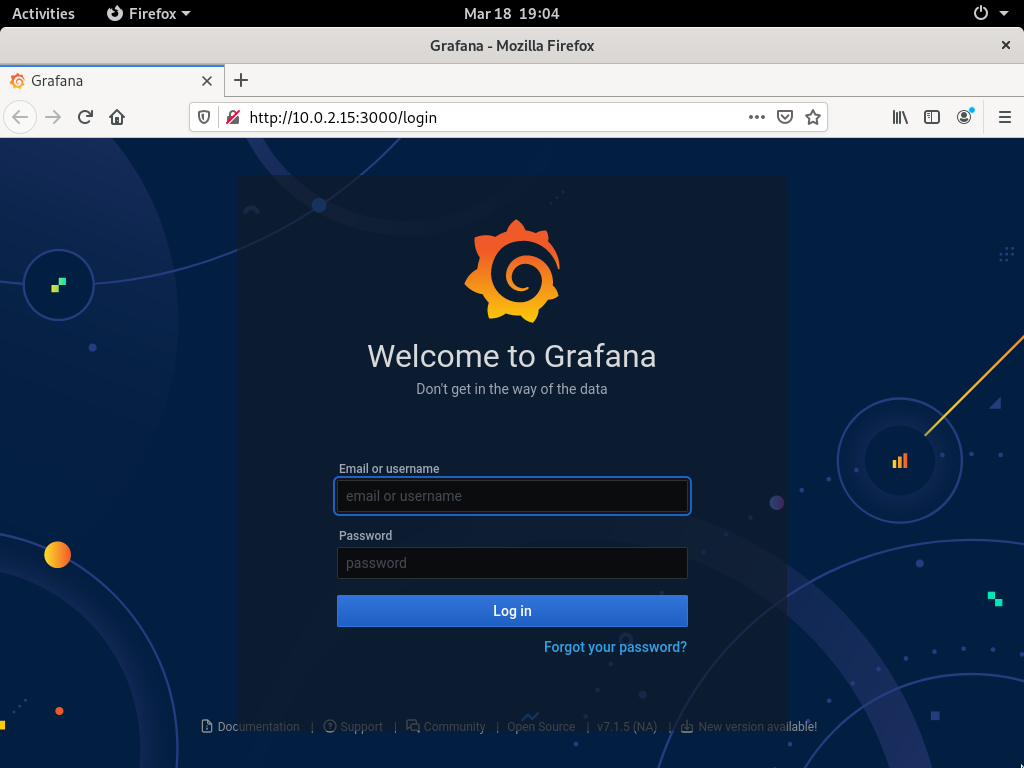 Activities Firefox Mar 18 19:04
Grafana - Mozilla Firefox
Grafana
http://10.0.2.15:3000/login
Welcome to Grafana
Don't get in the way of the data
Email or username
email or username
Password
password
Log in
Forgot your password?
Documentation | Support | Community | Open Source | v7.1.5 (NA) | New version available!